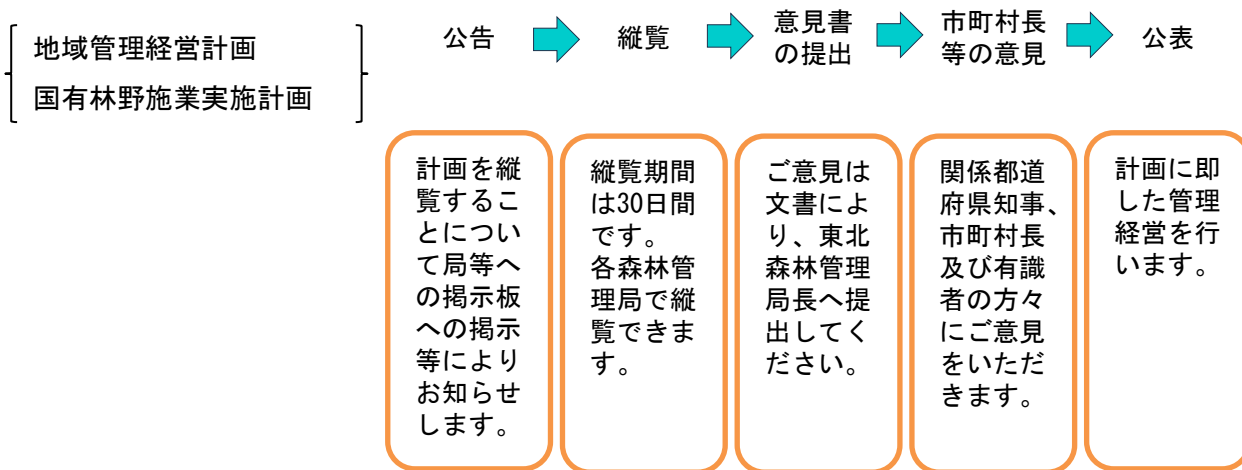 地域管理経営計画
国有林野施業実施計画
公告
縦覧
意見書
の提出
市町村長
等の意見
公表
計画を縦
覧するこ
とについ
て局等へ
の掲示板
への掲示
等により
お知らせ
します。
縦覧期間
は30日間
です。
各森林管
理局で縦
覧できま
す。
ご意見は
文書によ
り、東北
森林管理
局長へ提
出してく
ださい。
関係都道
府県知事、
市町村長
及び有識
者の方々
にご意見
をいただ
きます。
計画に即
した管理
経営を行
います。